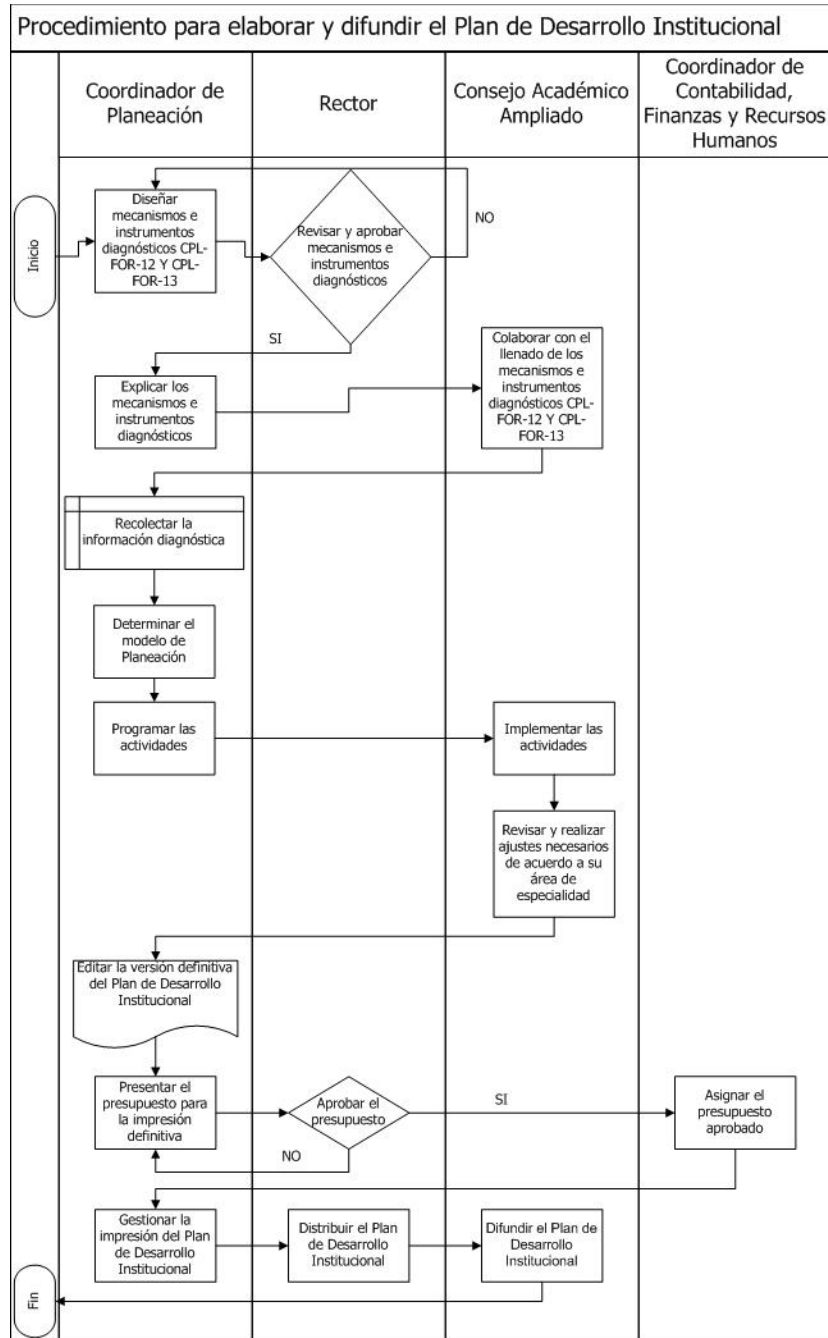 Procedimiento para elaborar y difundir el Plan de Desarrollo Institucional
Coordinador de
Planeación
Rector
Consejo Académico
Ampliado
Coordinador de
Contabilidad,
Finanzas y Recursos
Humanos
Inicio
Diseñar
mecanismos e
instrumentos
diagnósticos CPL-
FOR-12 Y CPL-
FOR-13
Revisar y aprobar
mecanismos e
instrumentos
diagnósticos
NO
SI
Explicar los
mecanismos e
instrumentos
diagnósticos
Colaborar con el
llenado de los
mecanismos e
instrumentos
diagnósticos CPL-
FOR-12 Y CPL-
FOR-13
Recolectar la
información diagnóstica
Determinar el
modelo de
Planeación
Programar las
actividades
Implementar las
actividades
Revisar y realizar
ajustes necesarios
de acuerdo a su
área de
especialidad
Editar la versión definitiva
del Plan de Desarrollo
Institucional
Presentar el
presupuesto para
la impresión
definitiva
Aprobar el
presupuesto
SI
NO
Asignar el
presupuesto
aprobado
Gestionar la
impresión del Plan
de Desarrollo
Institucional
Distribuir el Plan
de Desarrollo
Institucional
Difundir el Plan de
Desarrollo
Institucional
Fin